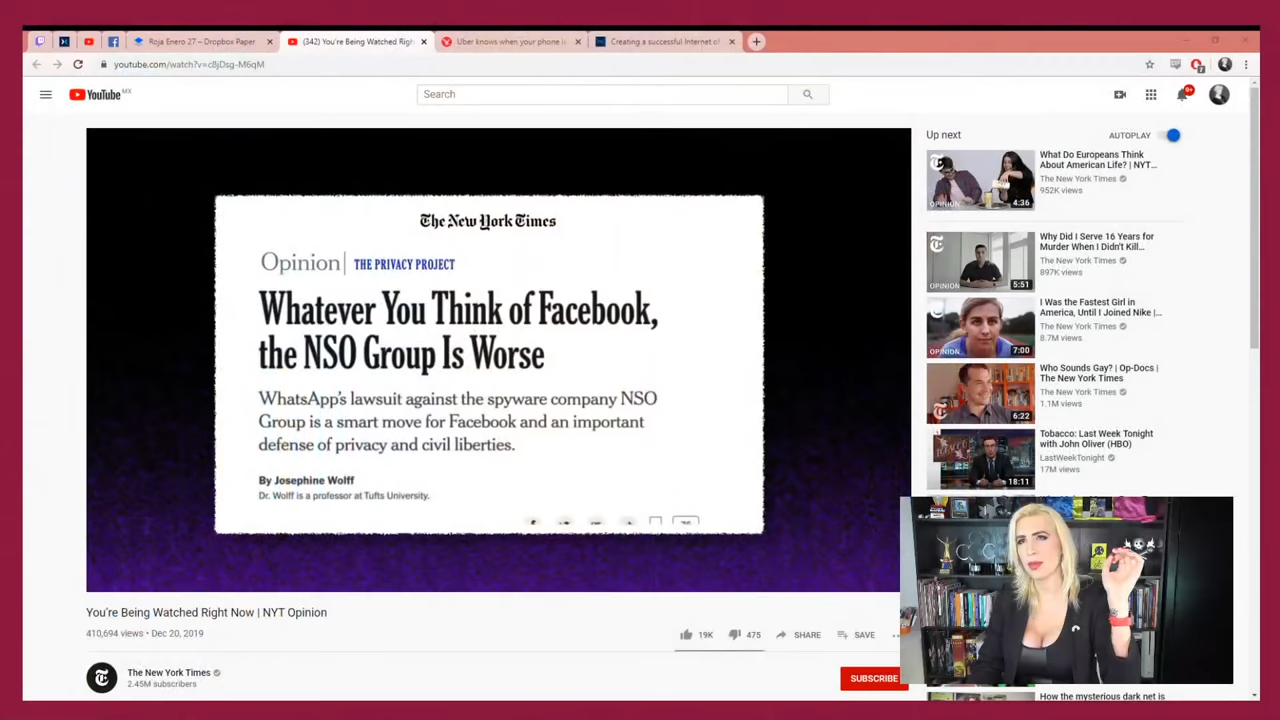 Roja Enero 27 – Dropbox Paper
(342) You're Being Watched Righ
Uber knows when your phone is
Creating a successful Internet of
youtube.com/watch?v=c8jDsg-M6qM
YouTube MX
Search
9+
The New York Times
Opinion | THE PRIVACY PROJECT
Whatever You Think of Facebook,
the NSO Group Is Worse
WhatsApp's lawsuit against the spyware company NSO
Group is a smart move for Facebook and an important
defense of privacy and civil liberties.
By Josephine Wolff
Dr. Wolff is a professor at Tufts University.
You're Being Watched Right Now | NYT Opinion
410,694 views • Dec 20, 2019
19K
475
SHARE
SAVE
The New York Times
2.45M subscribers
SUBSCRIBE
Up next
AUTOPLAY
OPINION
4:36
What Do Europeans Think
About American Life? | NYT...
The New York Times
952K views
OPINION
5:51
Why Did I Serve 16 Years for
Murder When I Didn't Kill...
The New York Times
897K views
OPINION
7:00
I Was the Fastest Girl in
America, Until I Joined Nike |...
The New York Times
8.7M views
6:22
Who Sounds Gay? | Op-Docs |
The New York Times
1.1M views
18:11
Tobacco: Last Week Tonight
with John Oliver (HBO)
LastWeekTonight
17M views
How the mysterious dark net is